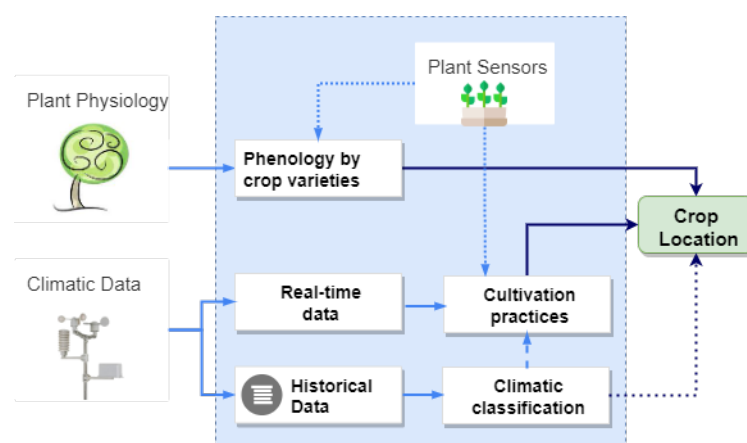 Plant Sensors
Plant Physiology
Phenology by
crop varieties
Crop
Location
Climatic Data
Real-time
data
Cultivation
practices
Historical
Data
Climatic
classification